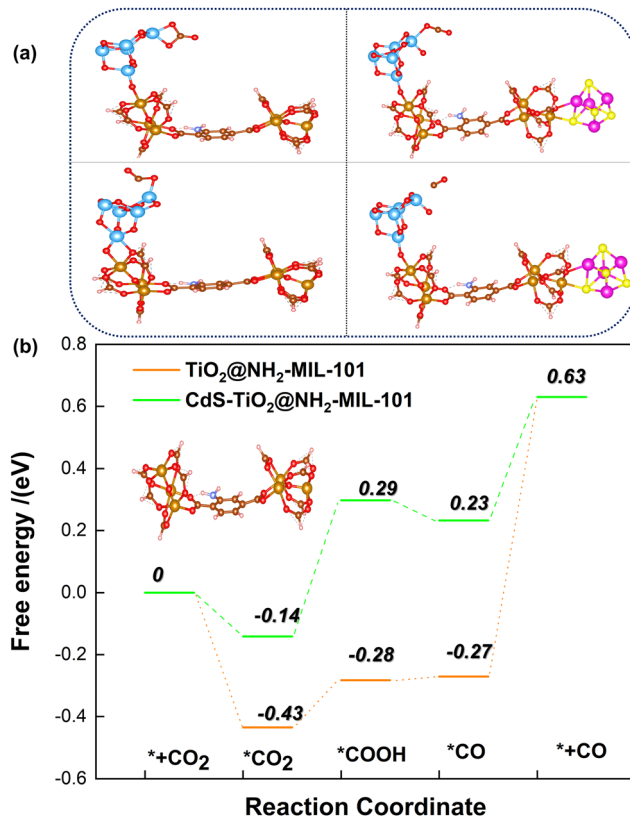 (a)
(b)
0.8
0.6
0.4
0.2
0.0
-0.2
-0.4
-0.6
Free energy /(eV)
TiO₂@NH₂-MIL-101
CdS-TiO₂@NH₂-MIL-101
0.63
0.29
0.23
0
-0.14
-0.28
-0.27
-0.43
*+CO₂ *CO₂ *COOH *CO *+CO
Reaction Coordinate